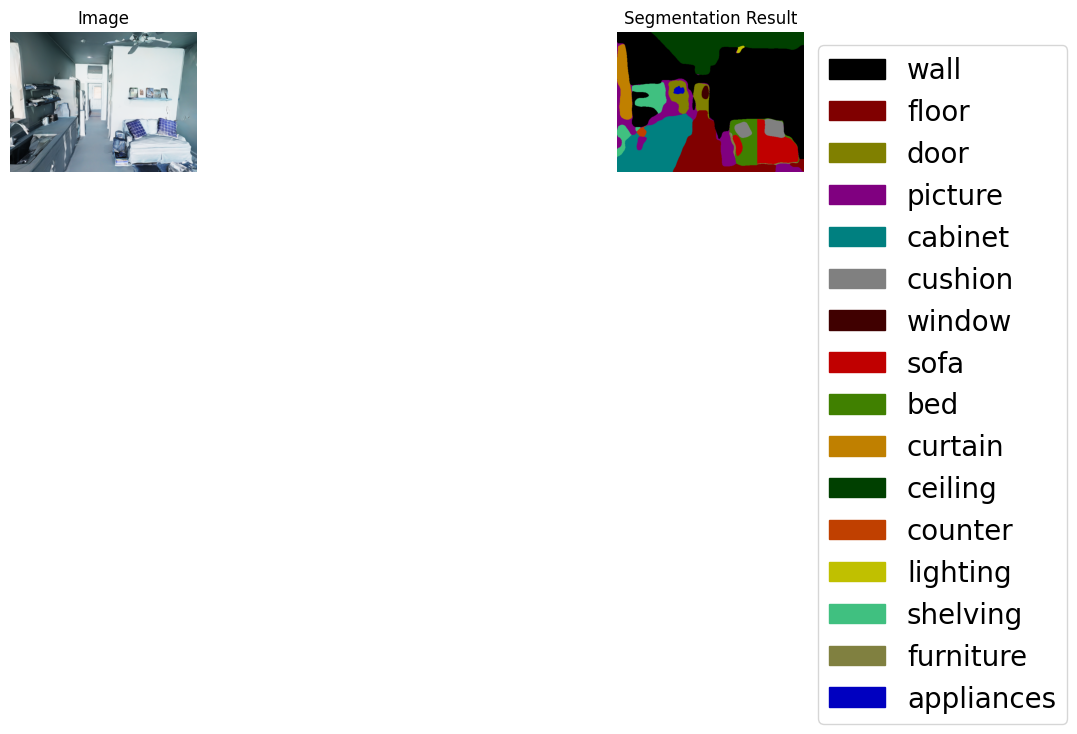 Image
Segmentation Result
wall
floor
door
picture
cabinet
cushion
window
sofa
bed
curtain
ceiling
counter
lighting
shelving
furniture
appliances